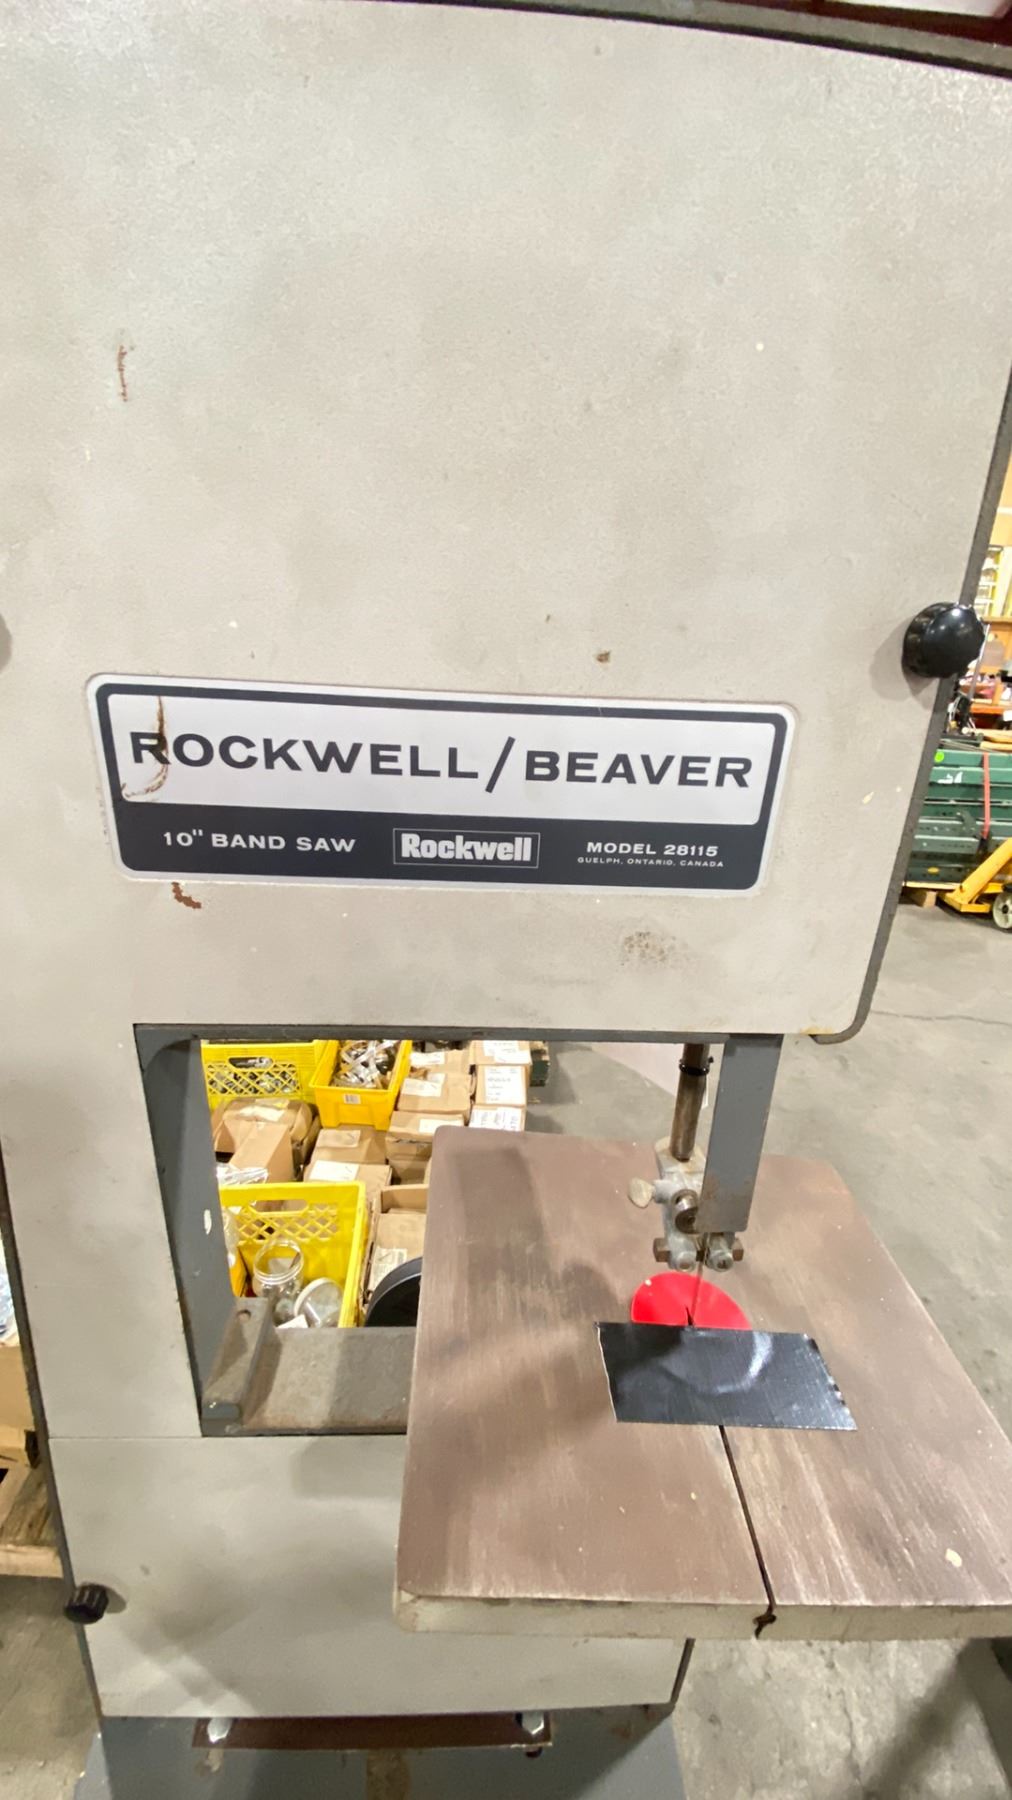 ROCKWELL/BEAVER
10" BAND SAW
Rockwell
MODEL 28115
GUELPH, ONTARIO, CANADA